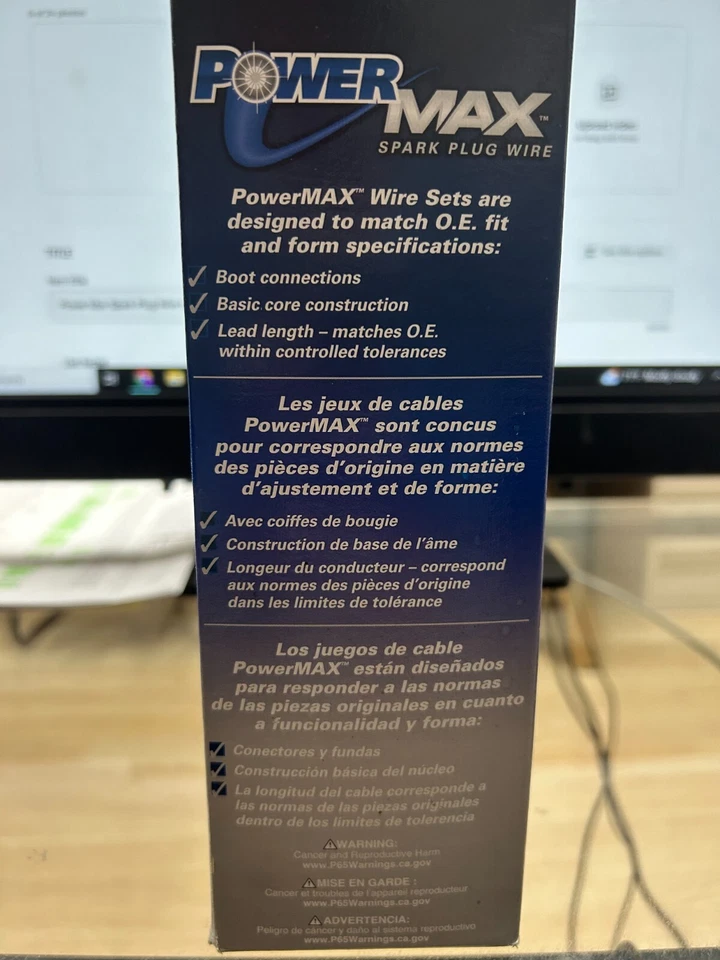 POWER
MAX™
SPARK PLUG WIRE
PowerMAX™ Wire Sets are
designed to match O.E. fit
and form specifications:
✓ Boot connections
✓ Basic core construction
✓ Lead length – matches O.E.
within controlled tolerances
Les jeux de cables
PowerMAX™ sont concus
pour correspondre aux normes
des pièces d'origine en matière
d'ajustement et de forme:
✓ Avec coiffes de bougie
✓ Construction de base de l'âme
✓ Longeur du conducteur – correspond
aux normes des pièces d'origine
dans les limites de tolérance
Los juegos de cable
PowerMAX™ están diseñados
para responder a las normas
de las piezas originales en cuanto
a funcionalidad y forma:
✓ Conectores y fundas
✓ Construcción básica del núcleo
✓ La longitud del cable corresponde a
las normas de las piezas originales
dentro de los limites de tolerencia
⚠WARNING:
Cancer and Reproductive Harm
www.P65Warnings.ca.gov
⚠MISE EN GARDE :
Cancer et troubles de l'appareil reproducteur
www.P65Warnings.ca.gov
⚠ ADVERTENCIA:
Peligro de cáncer y daño al sistema reproductivo
www.P65Warnings.ca.gov